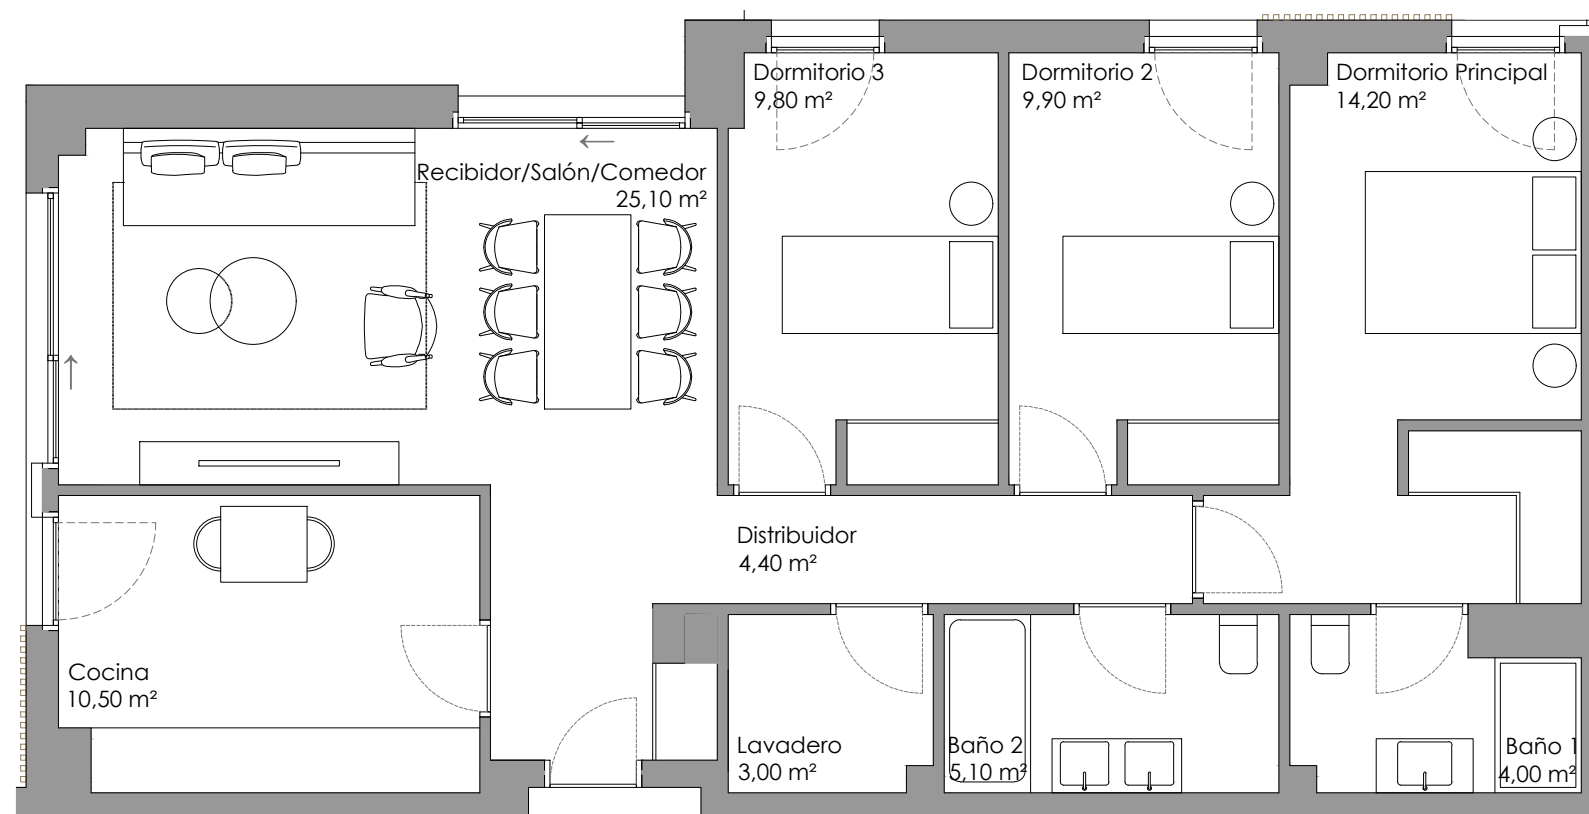 Dormitorio 3
9,80 m²
Dormitorio 2
9,90 m²
Dormitorio Principal
14,20 m²
Recibidor/Salón/Comedor
25,10 m²
Distribuidor
4,40 m²
Cocina
10,50 m²
Lavadero
3,00 m²
Baño 2
5,10 m²
Baño 1
4,00 m²